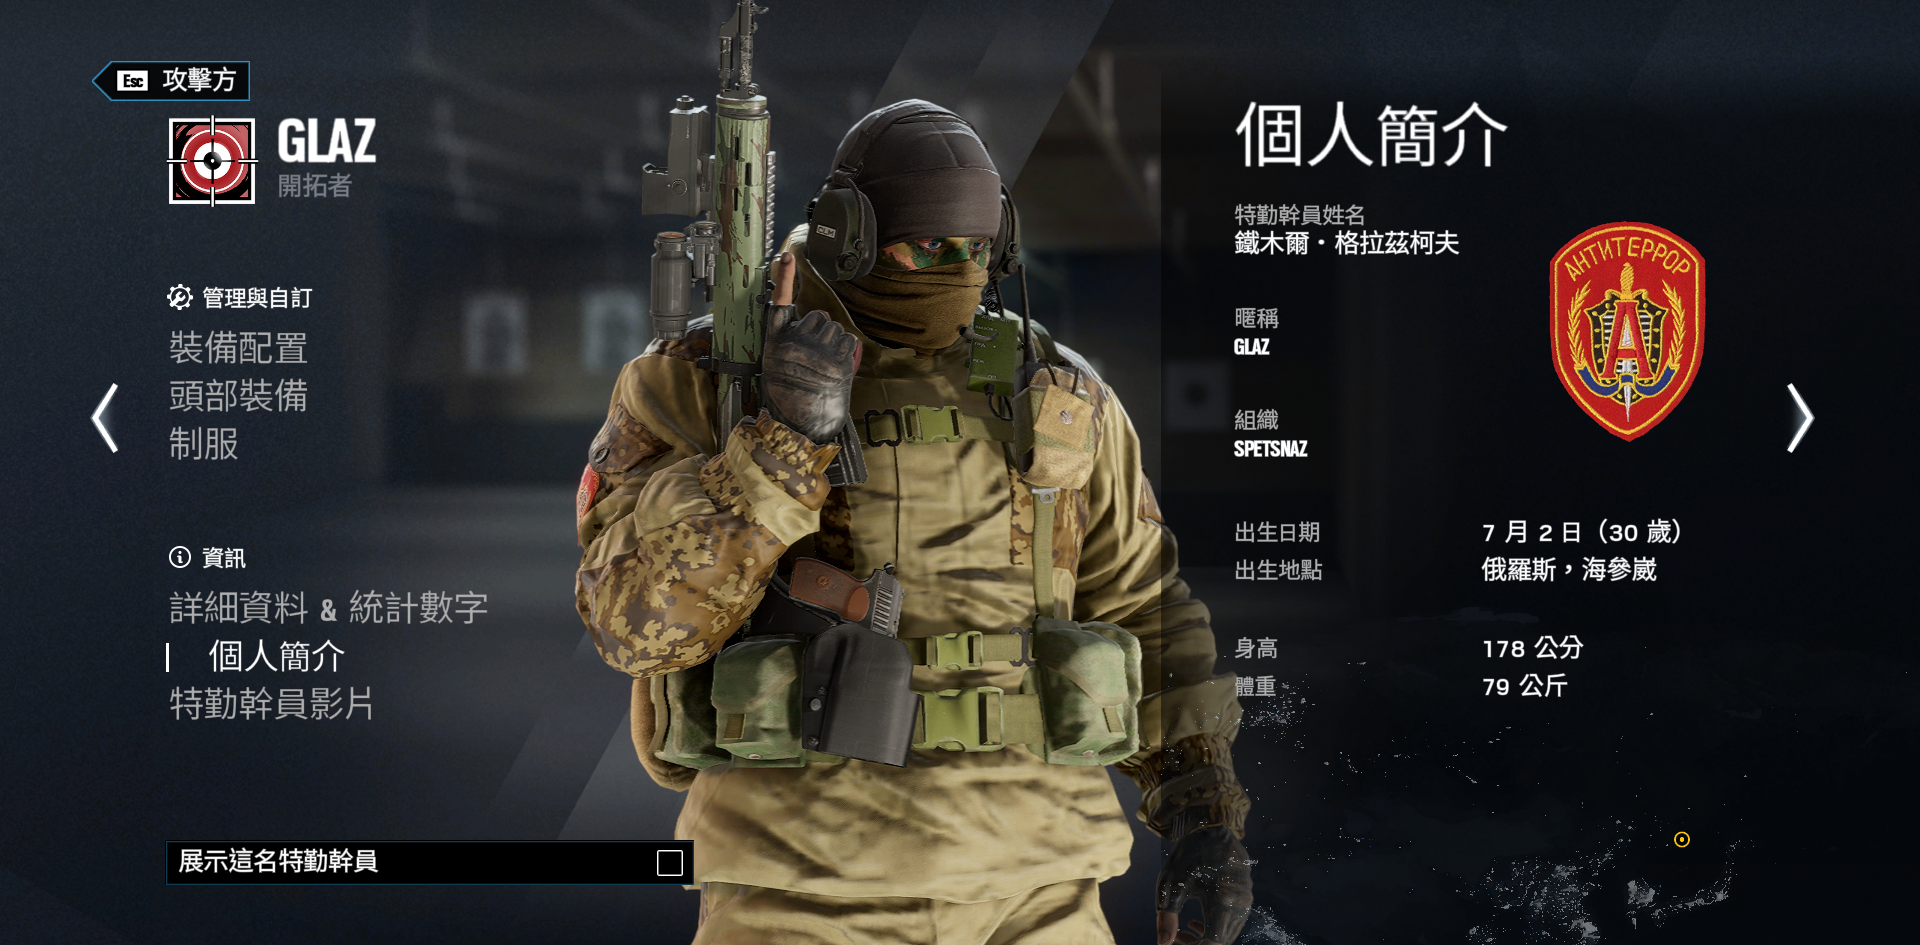 Esc 攻擊方
GLAZ
開拓者
管理與自訂
裝備配置
頭部裝備
制服
資訊
詳細資料 & 統計數字
個人簡介
特勤幹員影片
展示這名特勤幹員
CLM
個人簡介
特勤幹員姓名
鐵木爾・格拉茲柯夫
暱稱
GLAZ
組織
SPETSNAZ
АНТИТЕРРОР
А
出生日期 7 月 2 日（30 歲）
出生地點 俄羅斯，海參崴
身高 178 公分
體重 79 公斤